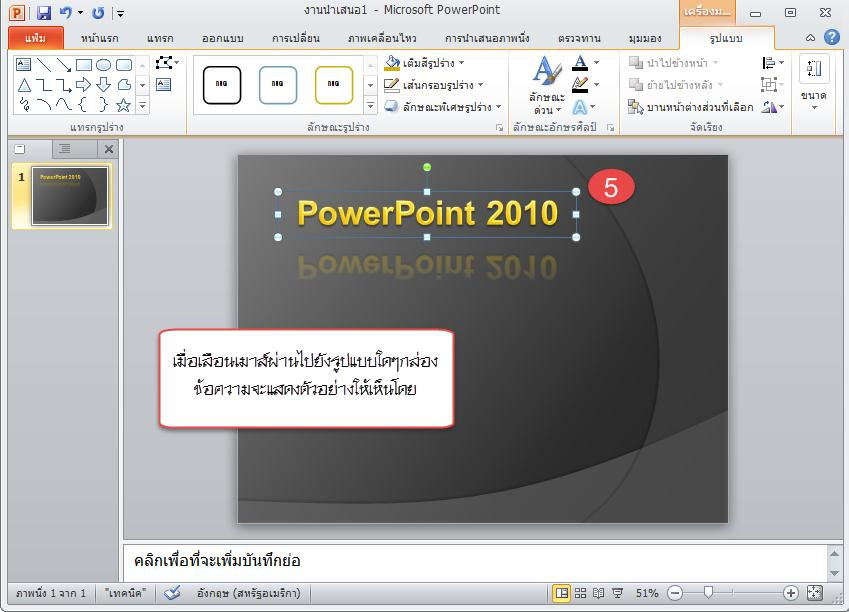 งานนำเสนอ1 - Microsoft PowerPoint
เครื่องม...
แฟ้ม หน้าแรก แทรก ออกแบบ การเปลี่ยน ภาพเคลื่อนไหว การนำเสนอภาพนิ่ง ตรวจทาน มุมมอง รูปแบบ
เติมสีรูปร่าง
เส้นกรอบรูปร่าง
ลักษณะพิเศษรูปร่าง
ลักษณะ
ด่วน
นำไปข้างหน้า
ย้ายไปข้างหลัง
บานหน้าต่างส่วนที่เลือก
ขนาด
แทรกรูปร่าง ลักษณะรูปร่าง ลักษณะอักษรศิลป์ จัดเรียง
1
PowerPoint 2010
PowerPoint 2010
5
เมื่อเลือนเมาส์ผ่านไปยังรูปแบบใดๆกล่อง
ข้อความจะแสดงตัวอย่างให้เห็นโดย
คลิกเพื่อที่จะเพิ่มบันทึกย่อ
ภาพนิ่ง 1 จาก 1 "เทคนิค" อังกฤษ (สหรัฐอเมริกา) 51%